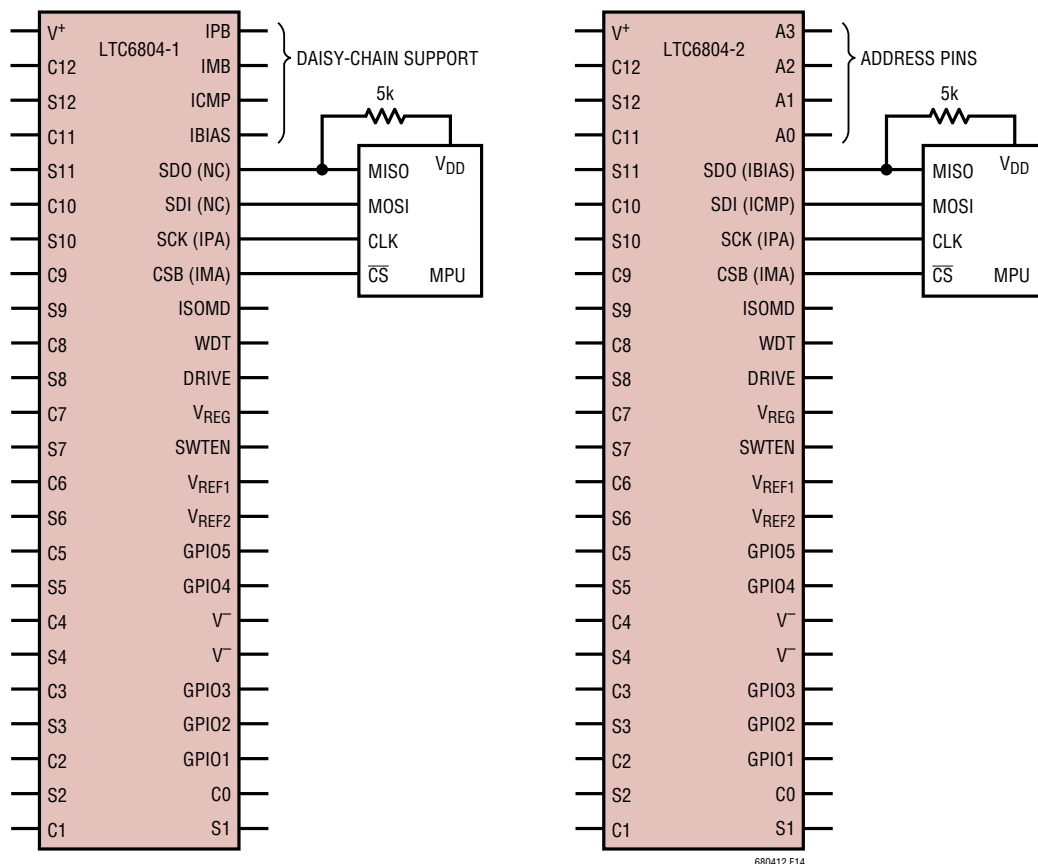 LTC6804-1
V+
C12
S12
C11
S11
C10
S10
C9
S9
C8
S8
C7
S7
C6
S6
C5
S5
C4
S4
C3
S3
C2
S2
C1
IPB
IMB
ICMP
IBIAS
SDO (NC)
SDI (NC)
SCK (IPA)
CSB (IMA)
ISOMD
WDT
DRIVE
VREG
SWTEN
VREF1
VREF2
GPIO5
GPIO4
V–
V–
GPIO3
GPIO2
GPIO1
C0
S1
DAISY-CHAIN SUPPORT
5k
MISO VDD
MOSI
CLK
CS MPU
LTC6804-2
V+
C12
S12
C11
S11
C10
S10
C9
S9
C8
S8
C7
S7
C6
S6
C5
S5
C4
S4
C3
S3
C2
S2
C1
A3
A2
A1
A0
SDO (IBIAS)
SDI (ICMP)
SCK (IPA)
CSB (IMA)
ISOMD
WDT
DRIVE
VREG
SWTEN
VREF1
VREF2
GPIO5
GPIO4
V–
V–
GPIO3
GPIO2
GPIO1
C0
S1
ADDRESS PINS
5k
MISO VDD
MOSI
CLK
CS MPU
680412 F14